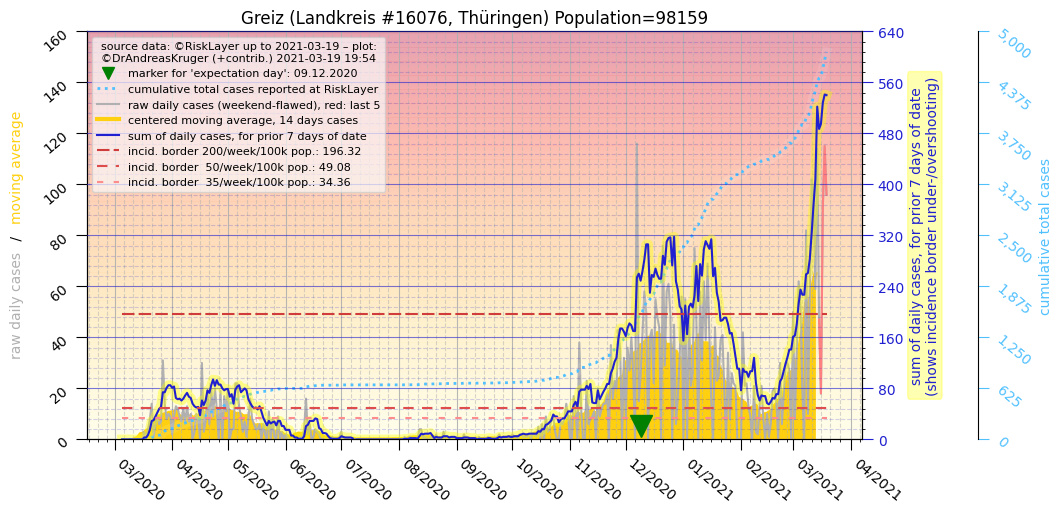 Greiz (Landkreis #16076, Thüringen) Population=98159
source data: ©RiskLayer up to 2021-03-19 – plot:
©DrAndreasKruger (+contrib.) 2021-03-19 19:54
marker for 'expectation day': 09.12.2020
cumulative total cases reported at RiskLayer
raw daily cases (weekend-flawed), red: last 5
centered moving average, 14 days cases
sum of daily cases, for prior 7 days of date
incid. border 200/week/100k pop.: 196.32
incid. border  50/week/100k pop.: 49.08
incid. border  35/week/100k pop.: 34.36
raw daily cases / moving average
160
140
120
100
80
60
40
20
0
03/2020
04/2020
05/2020
06/2020
07/2020
08/2020
09/2020
10/2020
11/2020
12/2020
01/2021
02/2021
03/2021
04/2021
640
560
480
400
320
240
160
80
0
sum of daily cases, for prior 7 days of date
(shows incidence border under-/overshooting)
5,000
4,375
3,750
3,125
2,500
1,875
1,250
625
0
cumulative total cases